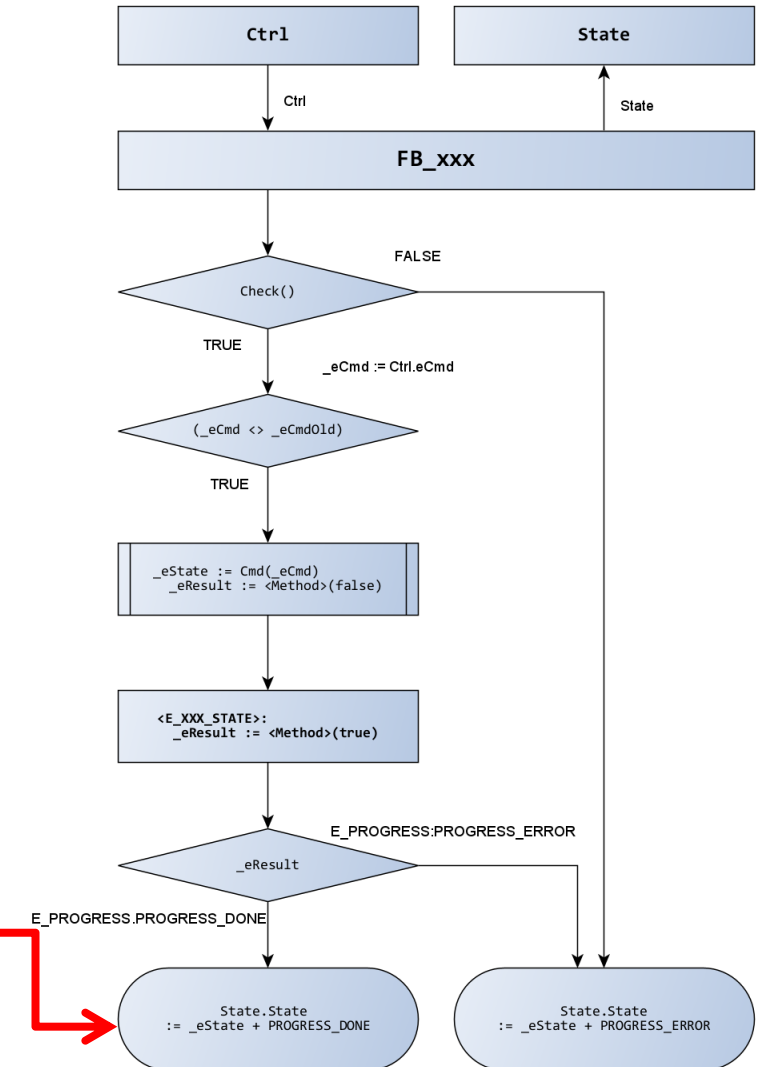 Ctrl
State
Ctrl
State
FB_xxx
FALSE
Check()
TRUE
_eCmd := Ctrl.eCmd
(_eCmd <> _eCmdOld)
TRUE
_eState := Cmd(_eCmd)
_eResult := <Method>(false)
<E_XXX_STATE>:
_eResult := <Method>(true)
E_PROGRESS:PROGRESS_ERROR
_eResult
E_PROGRESS.PROGRESS_DONE
State.State
:= _eState + PROGRESS_DONE
State.State
:= _eState + PROGRESS_ERROR